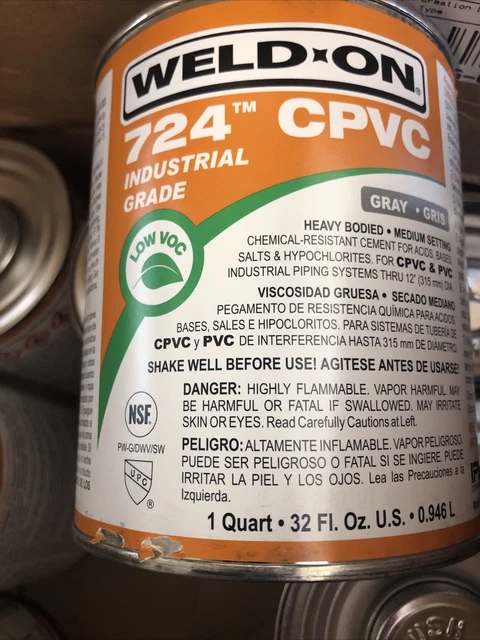 WELD-ON®
724™ CPVC
INDUSTRIAL
GRADE
GRAY • GRIS
LOW VOC
HEAVY BODIED • MEDIUM SETTING
CHEMICAL-RESISTANT CEMENT FOR ACIDS, BASES,
SALTS & HYPOCHLORITES. FOR CPVC & PVC
INDUSTRIAL PIPING SYSTEMS THRU 12" (315 mm) DIA.
VISCOSIDAD GRUESA • SECADO MEDIANO
PEGAMENTO DE RESISTENCIA QUÍMICA PARA ACIDOS,
BASES, SALES E HIPOCLORITOS. PARA SISTEMAS DE TUBERIA DE
CPVC y PVC DE INTERFERENCIA HASTA 315 mm DE DIÁMETRO.
SHAKE WELL BEFORE USE! AGITESE ANTES DE USARSE!
DANGER: HIGHLY FLAMMABLE. VAPOR HARMFUL. MAY
BE HARMFUL OR FATAL IF SWALLOWED. MAY IRRITATE
SKIN OR EYES. Read Carefully Cautions at Left.
NSF.
PW-G/DWV/SW
UPC
®
PELIGRO: ALTAMENTE INFLAMABLE. VAPOR PELIGROSO.
PUEDE SER PELIGROSO O FATAL SI SE INGIERE. PUEDE
IRRITAR LA PIEL Y LOS OJOS. Lea las Precauciones a la
Izquierda.
1 Quart • 32 Fl. Oz. U.S. • 0.946 L